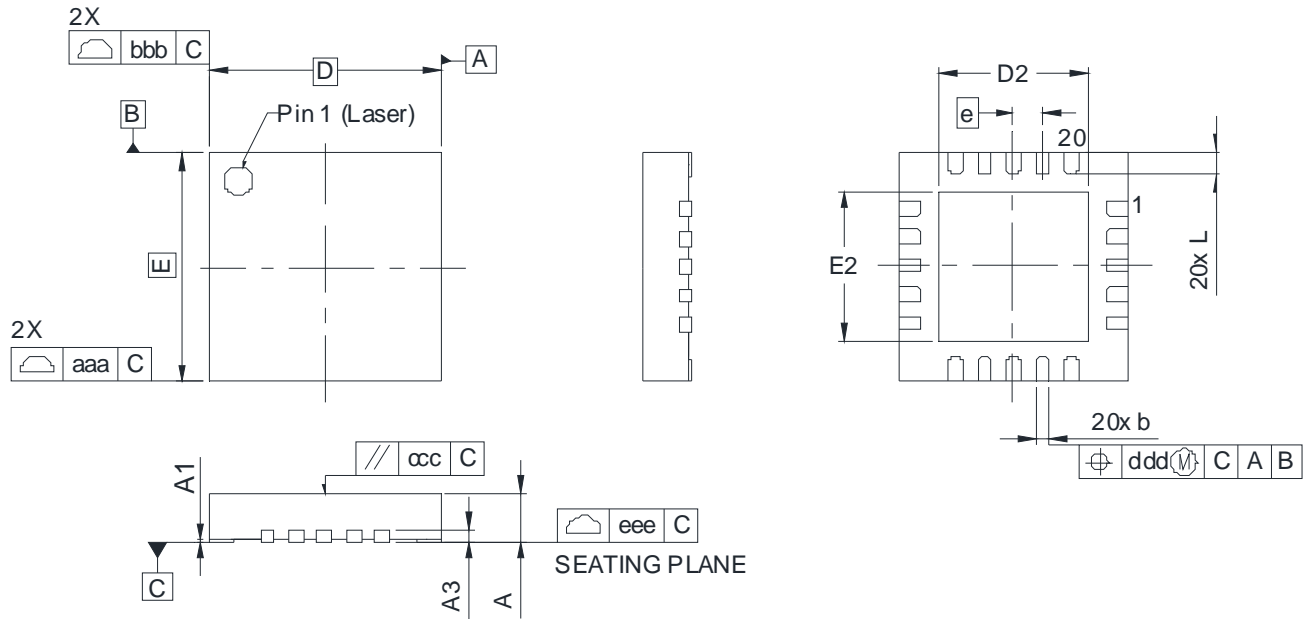 2X
bbb C
D
A
B
Pin 1 (Laser)
E
2X
aaa C
D2
e
20
1
E2
20x L
20x b
ddd M C A B
A1
ccc C
eee C
SEATING PLANE
C
A3
A